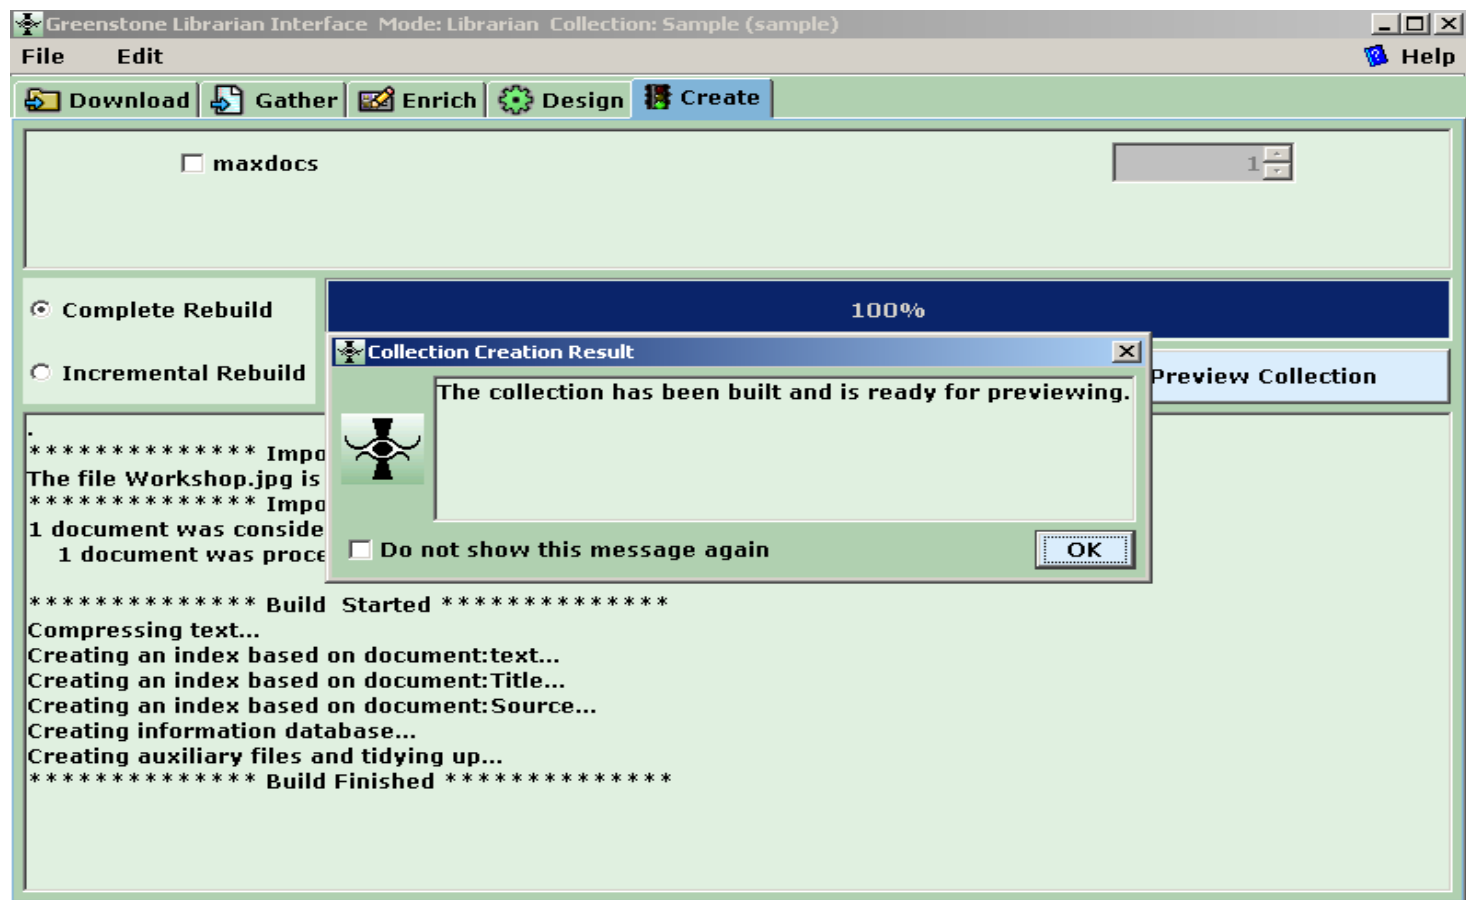 Greenstone Librarian Interface  Mode: Librarian  Collection: Sample (sample)
File Edit Help
Download Gather Enrich Design Create
maxdocs 1
Complete Rebuild 100%
Collection Creation Result
Incremental Rebuild Preview Collection
The collection has been built and is ready for previewing.
.
************** Impo
The file Workshop.jpg is
************** Impo
1 document was conside
1 document was proce
Do not show this message again OK
************** Build  Started **************
Compressing text...
Creating an index based on document:text...
Creating an index based on document:Title...
Creating an index based on document:Source...
Creating information database...
Creating auxiliary files and tidying up...
************** Build Finished **************